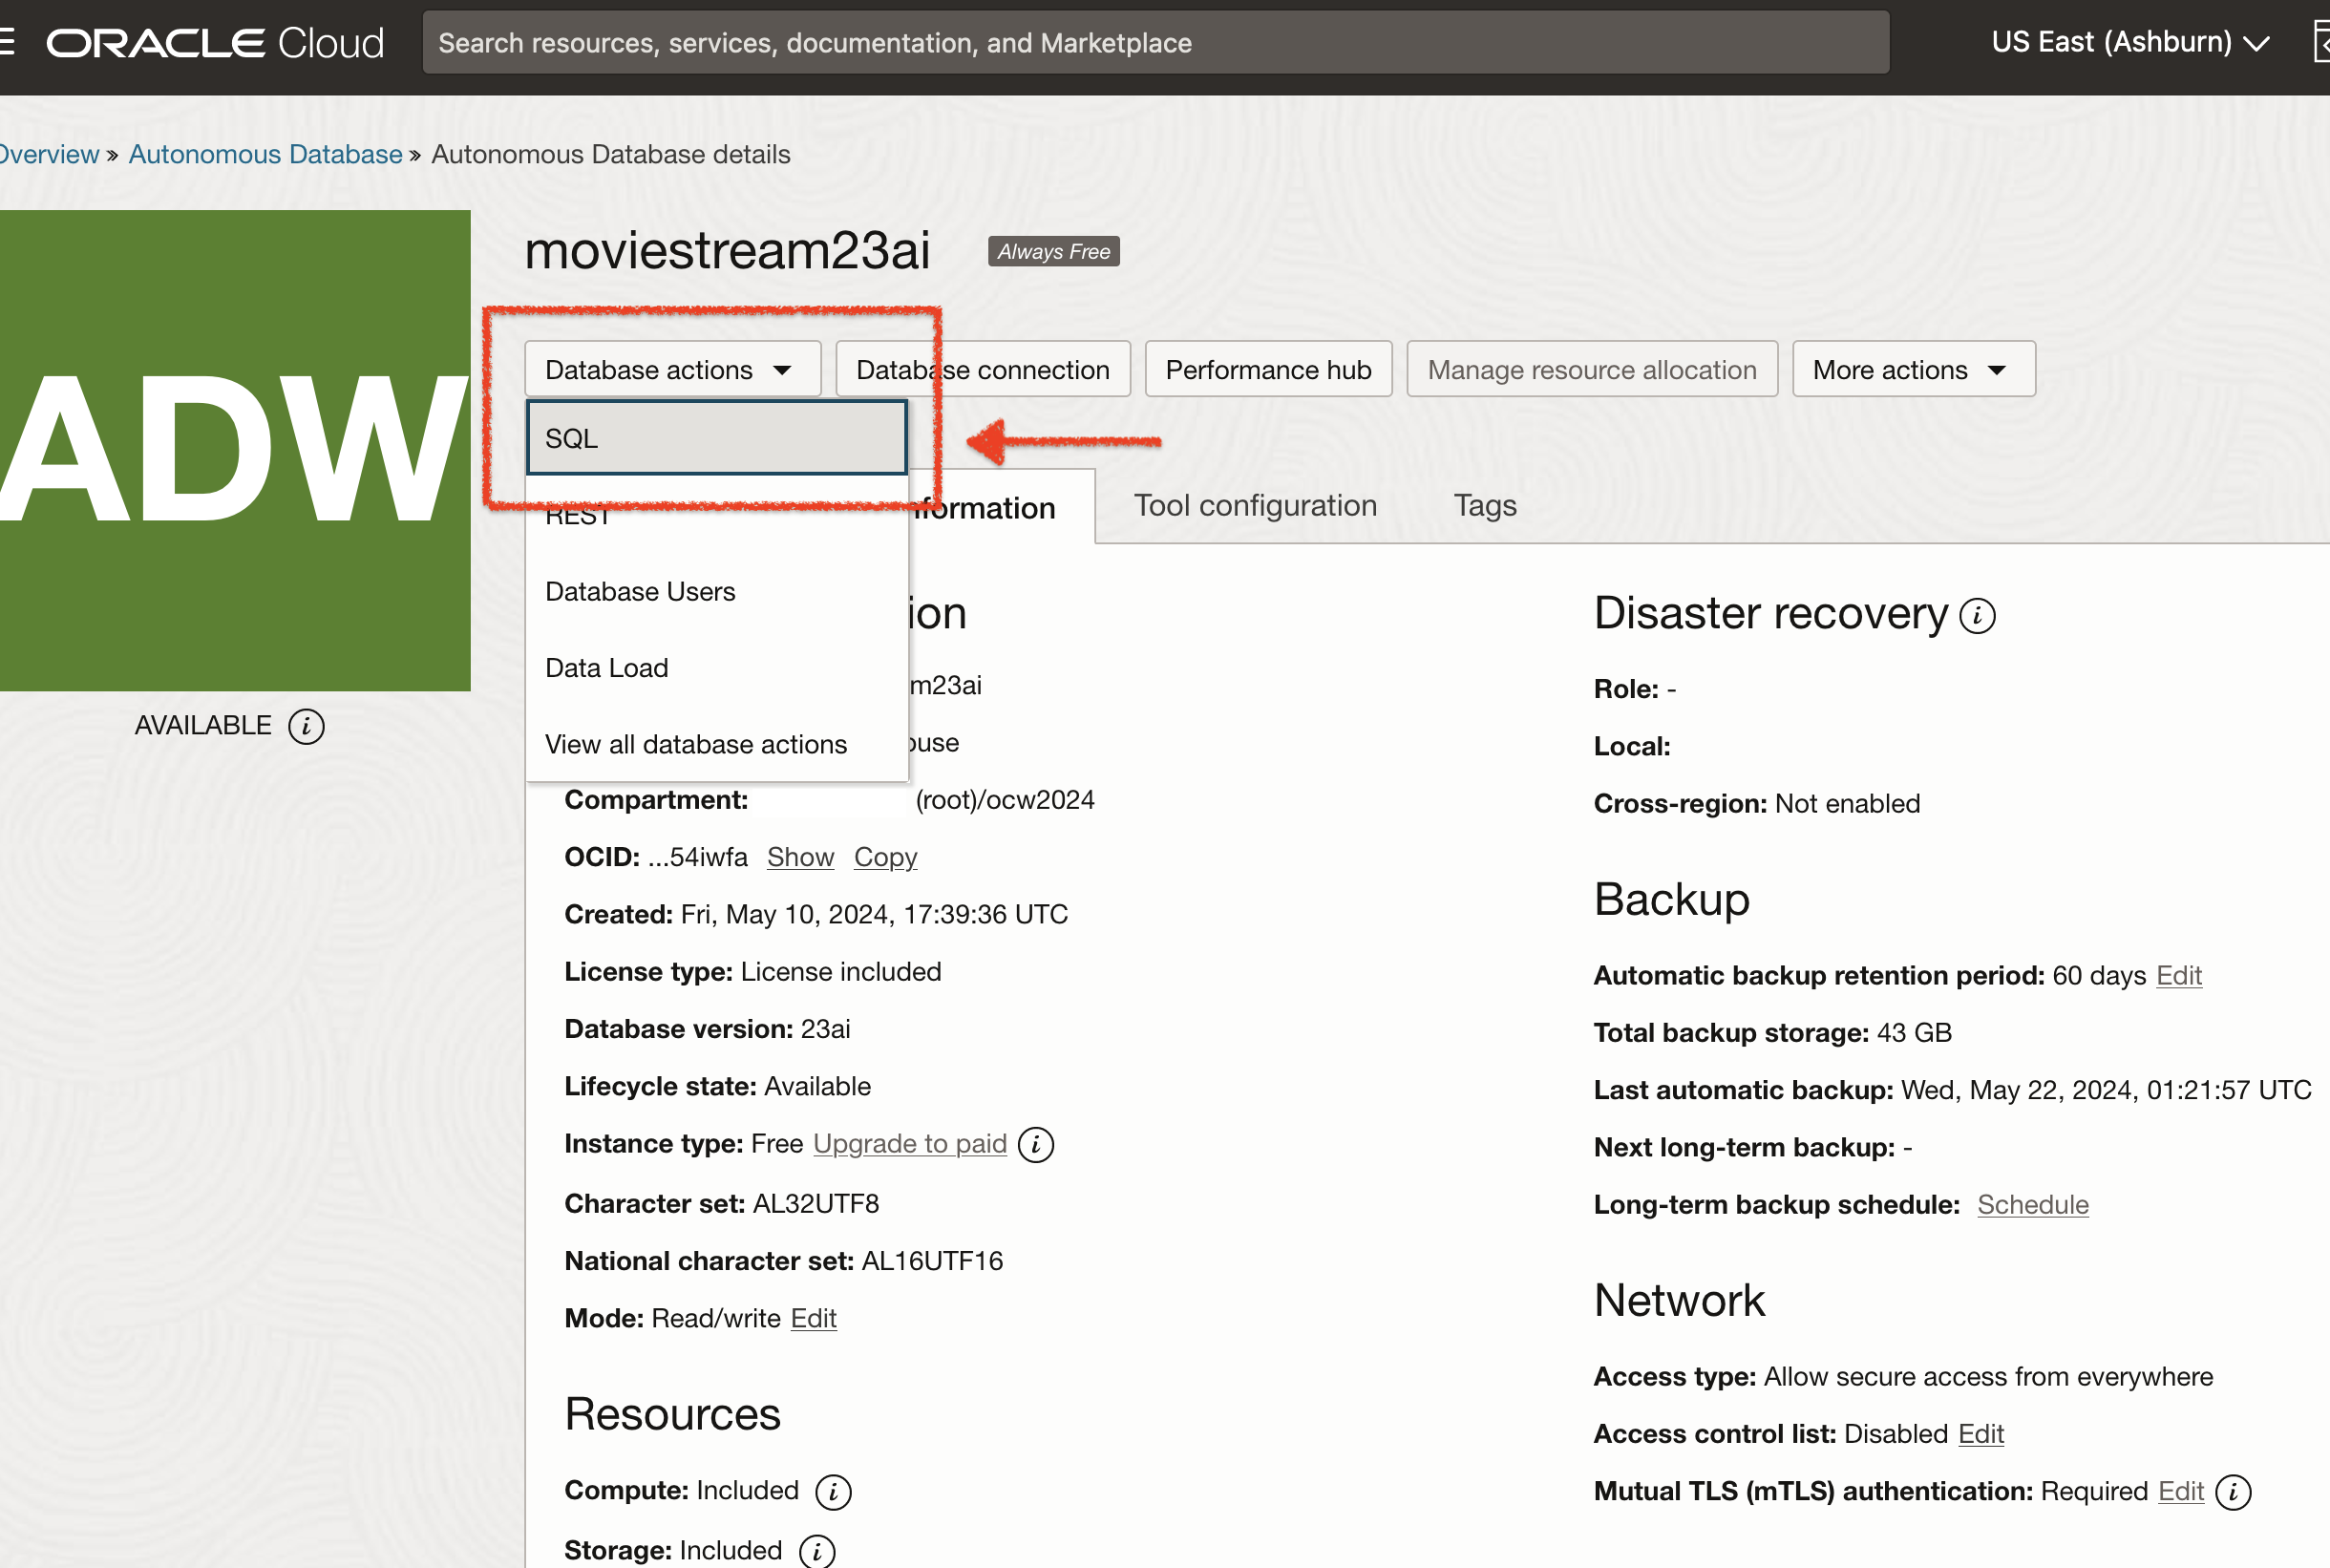 ORACLE Cloud
Search resources, services, documentation, and Marketplace
US East (Ashburn)
Overview » Autonomous Database » Autonomous Database details
ADW
AVAILABLE
moviestream23ai
Always Free
Database actions
Database connection
Performance hub
Manage resource allocation
More actions
SQL
REST
Database Users
Data Load
View all database actions
nformation
Tool configuration
Tags
ion
m23ai
ouse
Compartment: (root)/ocw2024
OCID: ...54iwfa Show Copy
Created: Fri, May 10, 2024, 17:39:36 UTC
License type: License included
Database version: 23ai
Lifecycle state: Available
Instance type: Free Upgrade to paid
Character set: AL32UTF8
National character set: AL16UTF16
Mode: Read/write Edit
Resources
Compute: Included
Storage: Included
Disaster recovery
Role: -
Local:
Cross-region: Not enabled
Backup
Automatic backup retention period: 60 days Edit
Total backup storage: 43 GB
Last automatic backup: Wed, May 22, 2024, 01:21:57 UTC
Next long-term backup: -
Long-term backup schedule: Schedule
Network
Access type: Allow secure access from everywhere
Access control list: Disabled Edit
Mutual TLS (mTLS) authentication: Required Edit